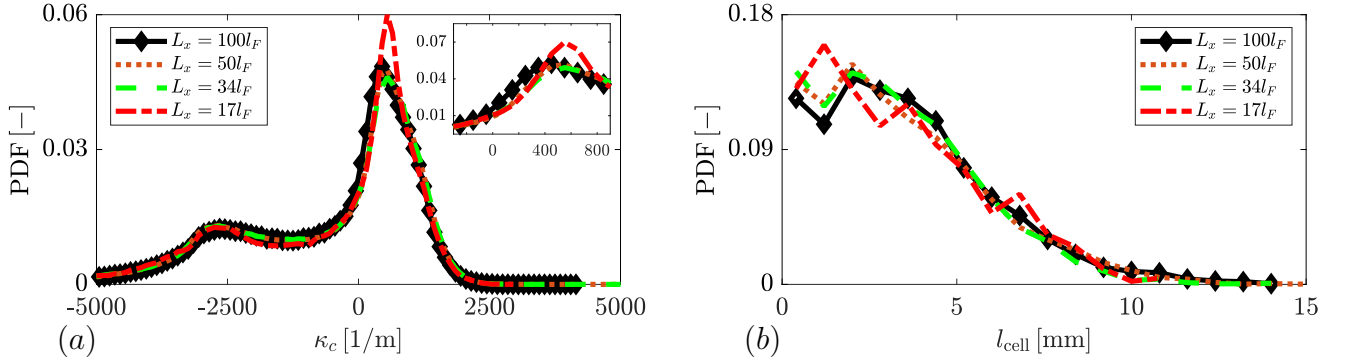 PDF [−]
0.06
0.03
0
L_x = 100l_F
L_x = 50l_F
L_x = 34l_F
L_x = 17l_F
0.07
0.04
0.01
0 400 800
-5000 -2500 0 2500 5000
(a) κ_c [1/m]
PDF [−]
0.18
0.09
0
L_x = 100l_F
L_x = 50l_F
L_x = 34l_F
L_x = 17l_F
0 5 10 15
(b) l_cell [mm]